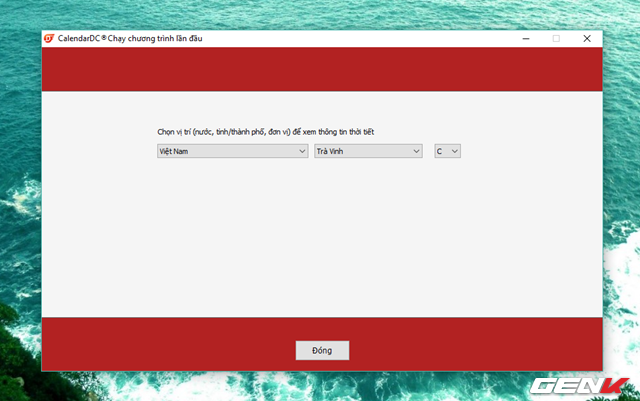 CalendarDC® Chạy chương trình lần đầu
Chọn vị trí (nước, tỉnh/thành phố, đơn vị) để xem thông tin thời tiết
Việt Nam
Trà Vinh
C
Đóng
GENK